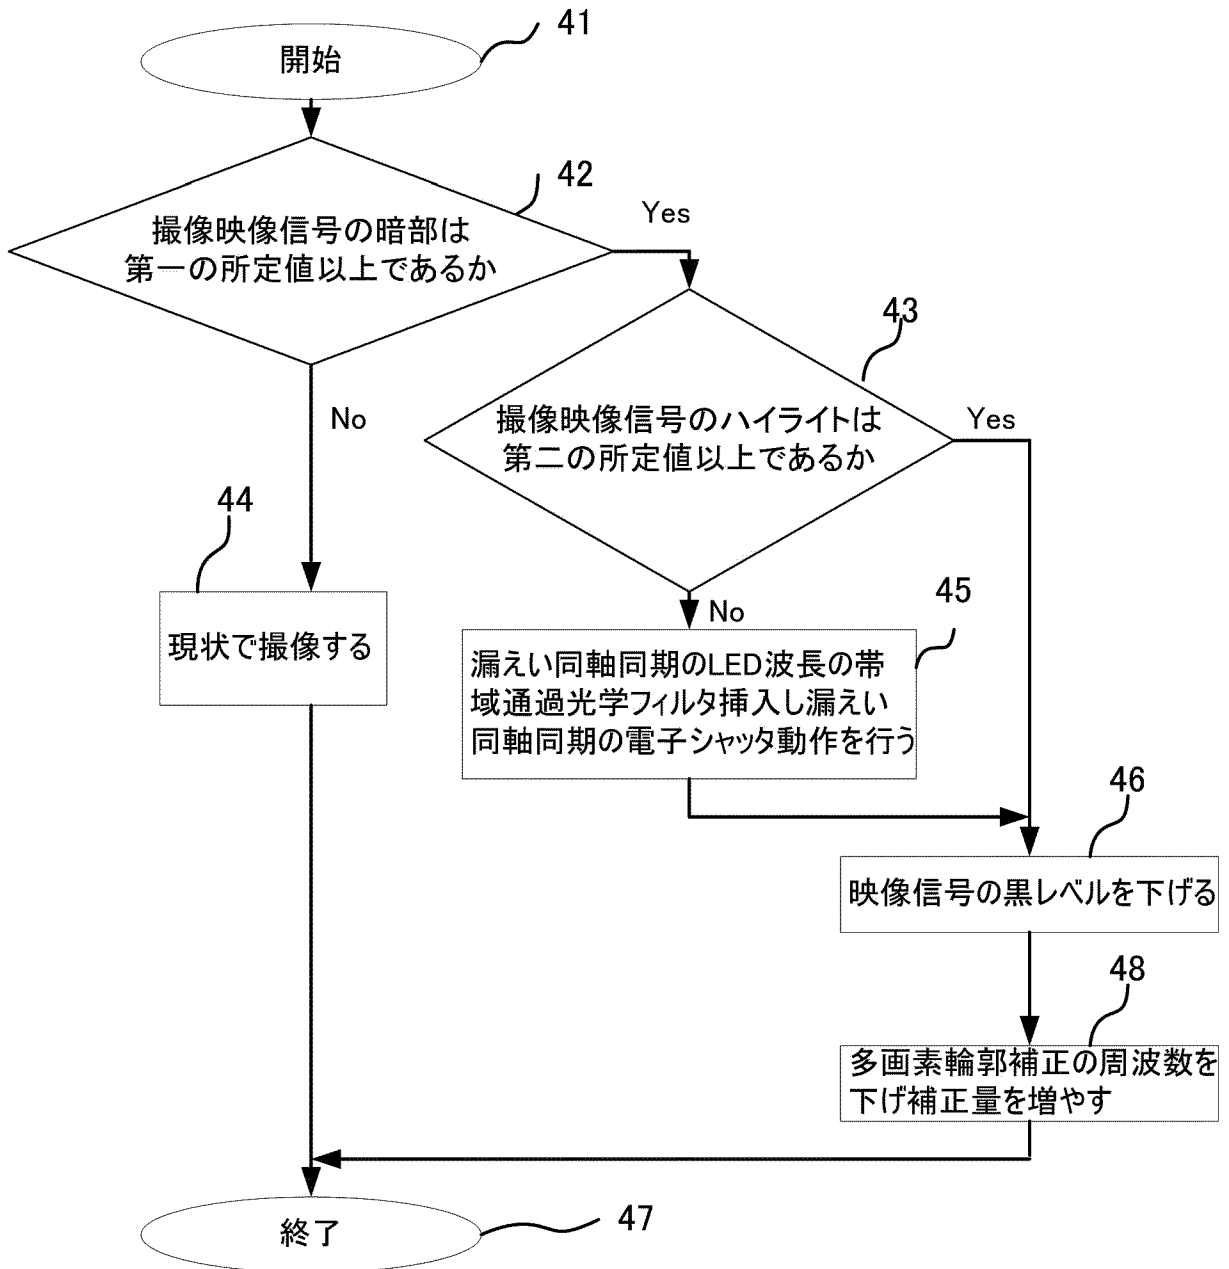 41
開始
42
撮像映像信号の暗部は
第一の所定値以上であるか
Yes
43
No
撮像映像信号のハイライトは
第二の所定値以上であるか
Yes
44
現状で撮像する
No
45
漏えい同軸同期のLED波長の帯
域通過光学フィルタ挿入し漏えい
同軸同期の電子シャッタ動作を行う
46
映像信号の黒レベルを下げる
48
多画素輪郭補正の周波数を
下げ補正量を増やす
終了
47